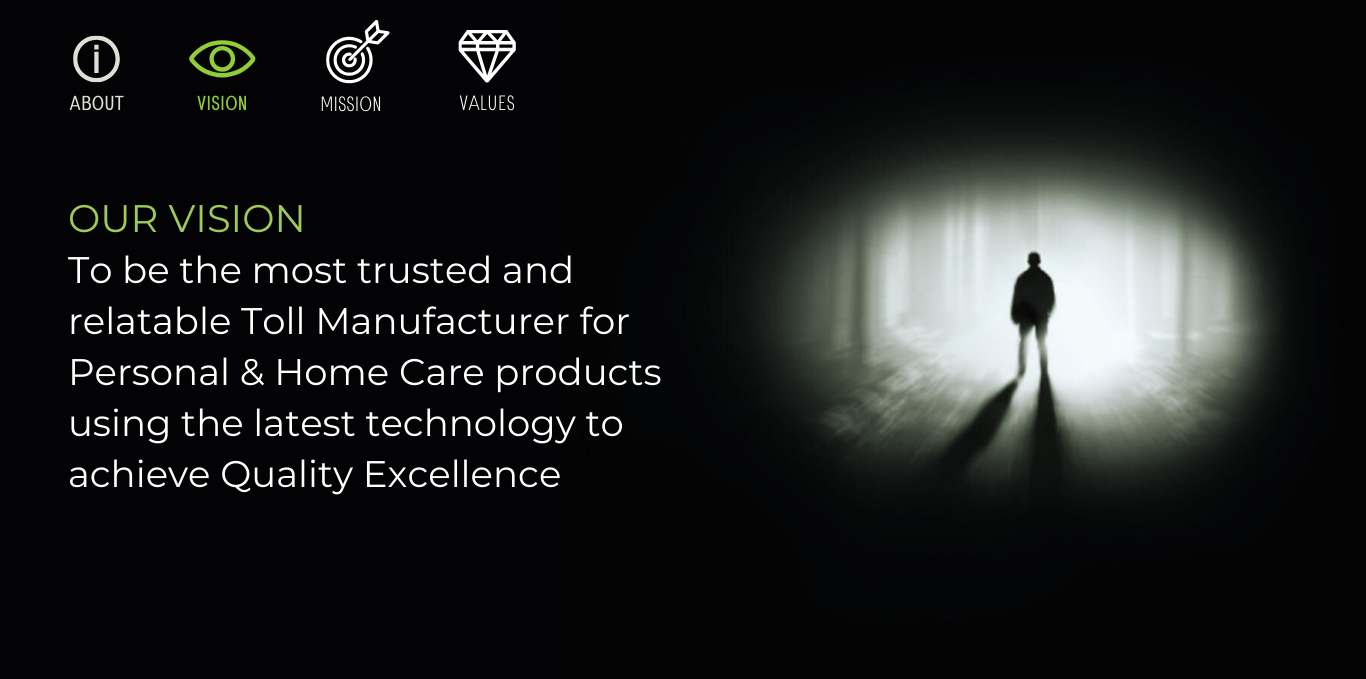 ABOUT VISION MISSION VALUES
OUR VISION
To be the most trusted and
relatable Toll Manufacturer for
Personal & Home Care products
using the latest technology to
achieve Quality Excellence